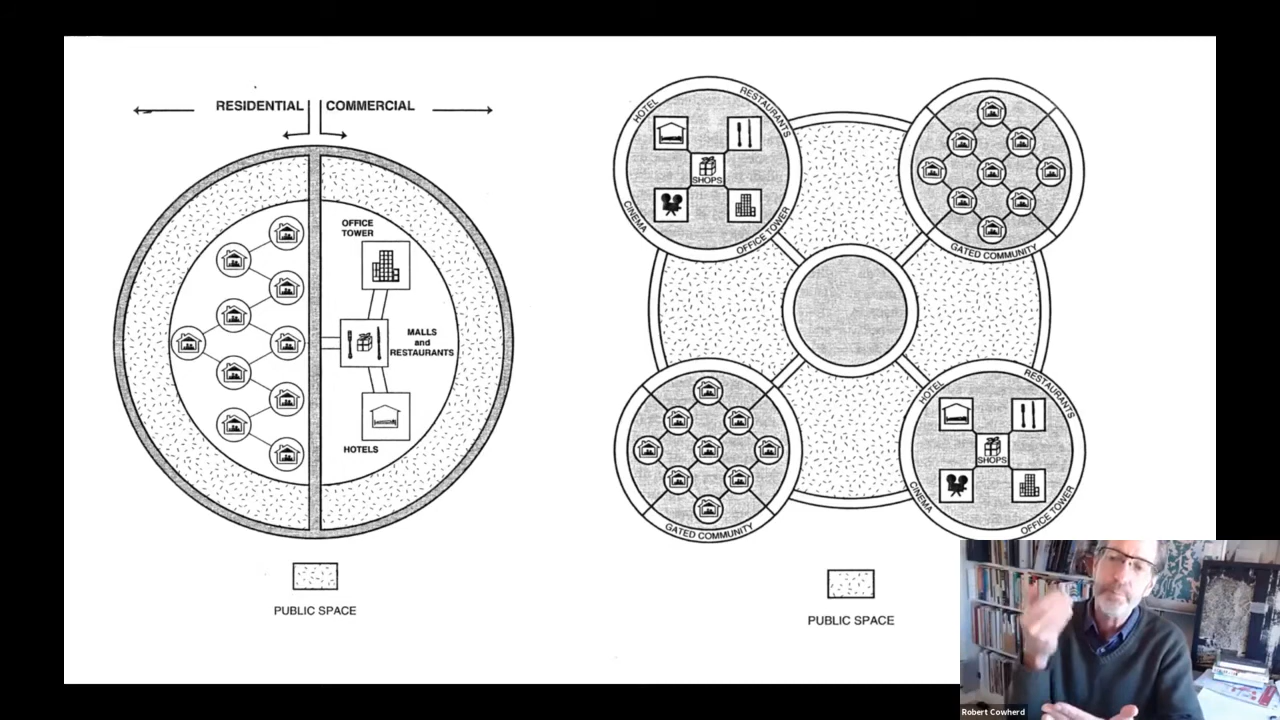 RESIDENTIAL COMMERCIAL
OFFICE
TOWER
MALLS
and
RESTAURANTS
HOTELS
PUBLIC SPACE
HOTEL
RESTAURANTS
SHOPS
CINEMA
OFFICE TOWER
GATED COMMUNITY
GATED COMMUNITY
HOTEL
RESTAURANTS
SHOPS
CINEMA
OFFICE TOWER
PUBLIC SPACE
Robert Cowherd